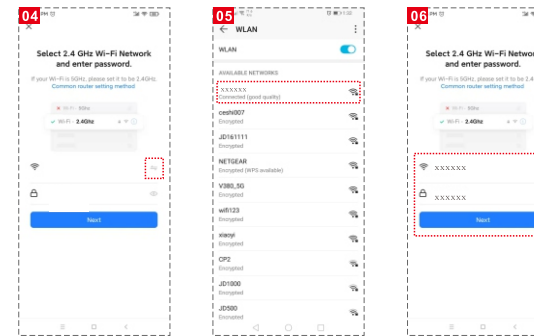 04
Select 2.4 GHz Wi-Fi Network
and enter password.
If your Wi-Fi is 5GHz, please set it to be 2.4GHz.
Common router setting method
Wi-Fi - 5Ghz
Wi-Fi - 2.4Ghz
Next
05
WLAN
WLAN
AVAILABLE NETWORKS
xxxxxx
Connected (good quality)
ceshi007
Encrypted
JD161111
Encrypted
NETGEAR
Encrypted (WPS available)
V380_5G
Encrypted
wifi123
Encrypted
xiaoyi
Encrypted
CP2
Encrypted
JD1000
Encrypted
JD500
Encrypted
06
Select 2.4 GHz Wi-Fi Netwo
and enter password.
If your Wi-Fi is 5GHz, please set it to be 2.4
Common router setting method
Wi-Fi - 5Ghz
Wi-Fi - 2.4Ghz
xxxxxx
xxxxxx
Next